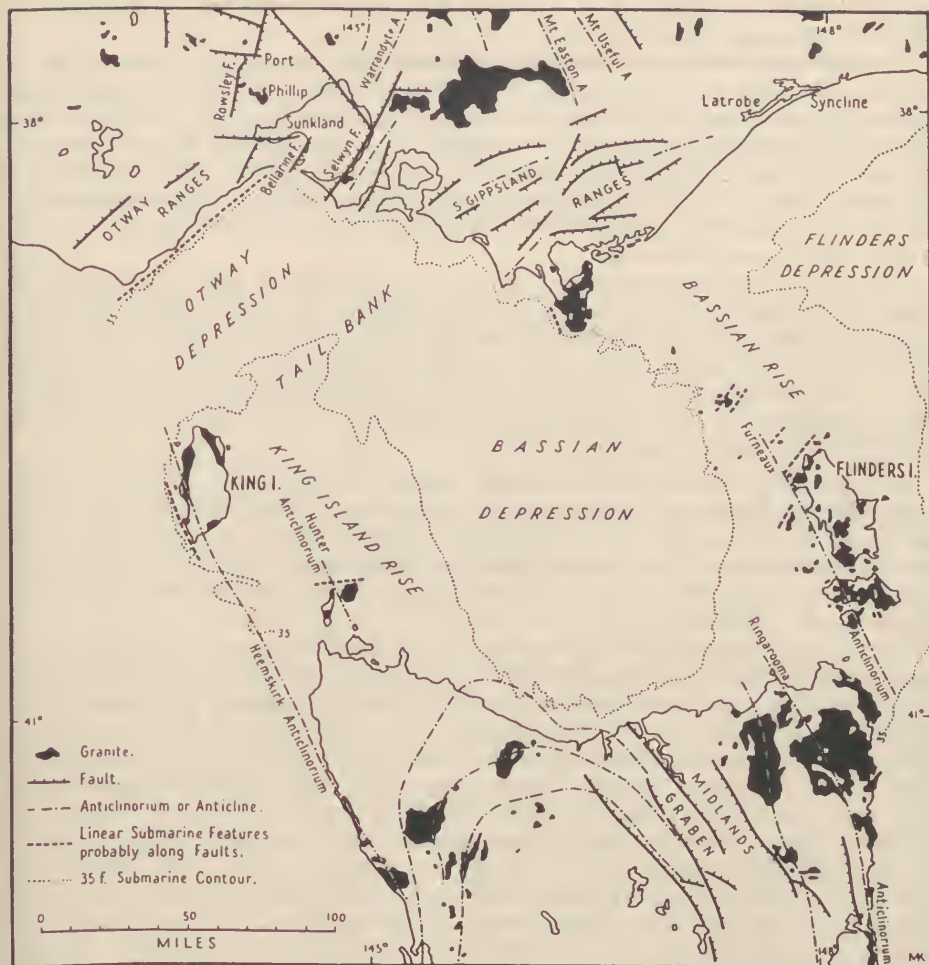 145°
148°
Warrandyte A
Mt Easton A
Mt Useful A
Rowsley F.
Port
Phillip
Sunkland
Latrobe Syncline
38°
38°
Bellarine F.
Selwyn F.
OTWAY
RANGES
S GIPPSLAND
RANGES
FLINDERS
DEPRESSION
35
OTWAY
DEPRESSION
TAIL BANK
BASSIAN RISE
KING I.
KING ISLAND RISE
Hunter
Anticlinorium
BASSIAN
DEPRESSION
Furneaux
FLINDERS I.
35
Heemskirk Anticlinorium
Ringarooma
Anticlinorium
35
41°
41°
Granite.
Fault.
Anticlinorium or Anticline.
Linear Submarine Features
probably along Faults.
35 f. Submarine Contour.
0 50 100
MILES
MIDLANDS
GRABEN
Anticlinorium
145°
148°
MK